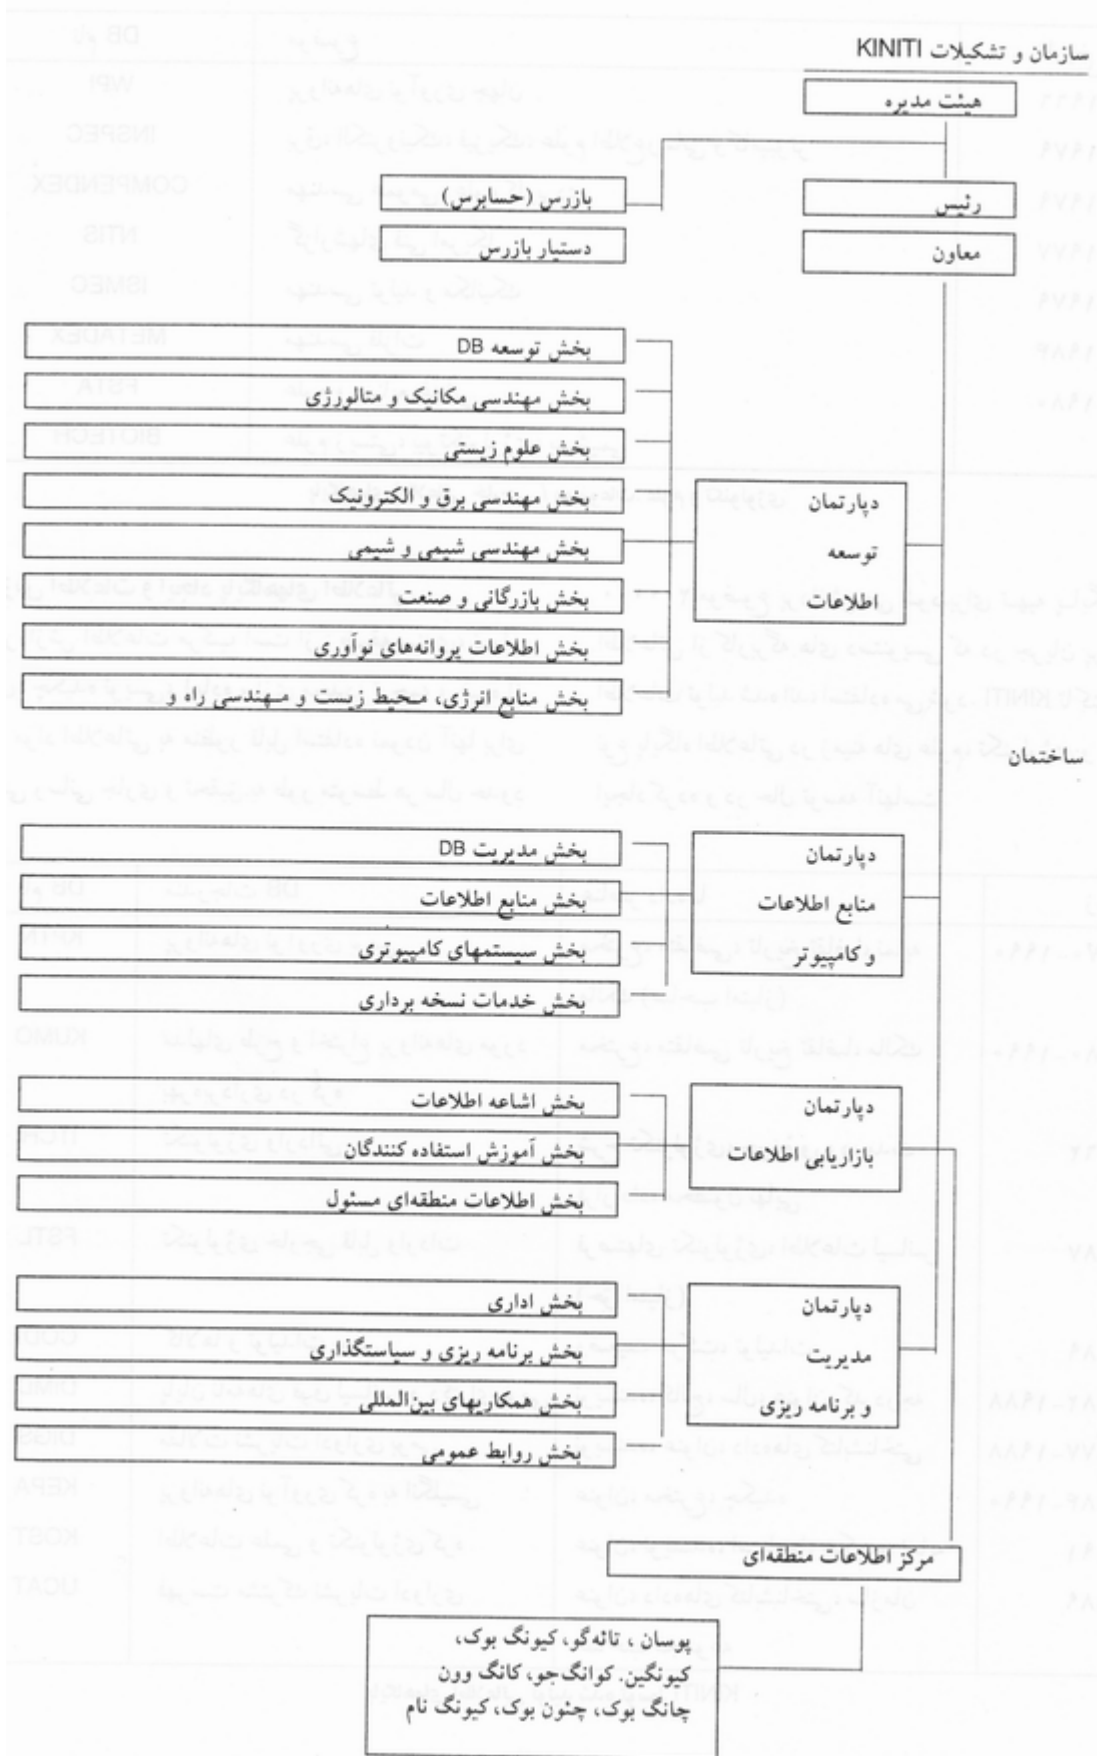 سازمان و تشکیلات KINITI
هیئت مدیره
بازرس (حسابرس)
رئیس
دستیار بازرس
معاون
بخش توسعه DB
بخش مهندسی مکانیک و متالورژی
بخش علوم زیستی
بخش مهندسی برق و الکترونیک
بخش مهندسی شیمی و شیمی
بخش بازرگانی و صنعت
بخش اطلاعات پروانه‌های نوآوری
بخش منابع انرژی، محیط زیست و مهندسی راه و
دپارتمان
توسعه
اطلاعات
ساختمان
دپارتمان
منابع اطلاعات
و کامپیوتر
بخش مدیریت DB
بخش منابع اطلاعات
بخش سیستمهای کامپیوتری
بخش خدمات نسخه برداری
دپارتمان
بازاریابی اطلاعات
بخش اشاعه اطلاعات
بخش آموزش استفاده کنندگان
بخش اطلاعات منطقه‌ای مسئول
دپارتمان
مدیریت
و برنامه ریزی
بخش اداری
بخش برنامه ریزی و سیاستگذاری
بخش همکاریهای بین‌المللی
بخش روابط عمومی
مرکز اطلاعات منطقه‌ای
پوسان ، تائه‌گو، کیونگ بوک،
کیونگین. کوانگ‌جو، کانگ وون
چانگ بوک، چئون بوک، کیونگ نام